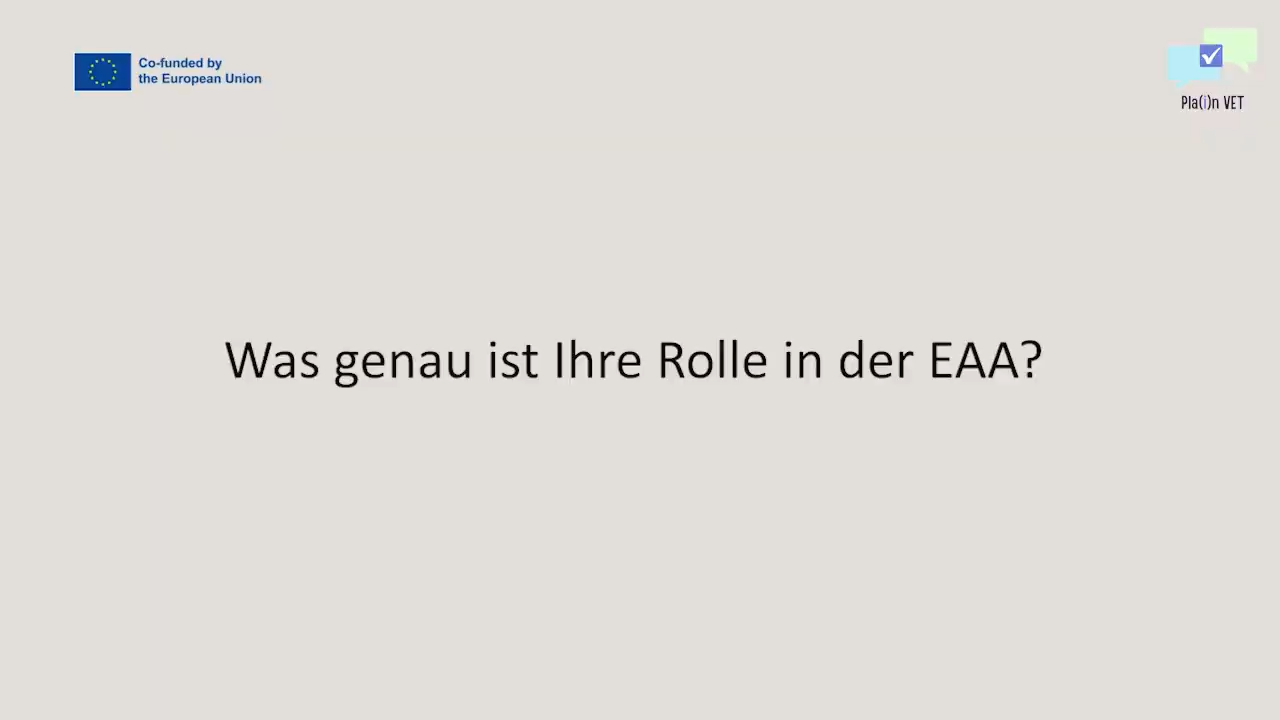 Co-funded by
the European Union
Pla(i)n VET
Was genau ist Ihre Rolle in der EAA?